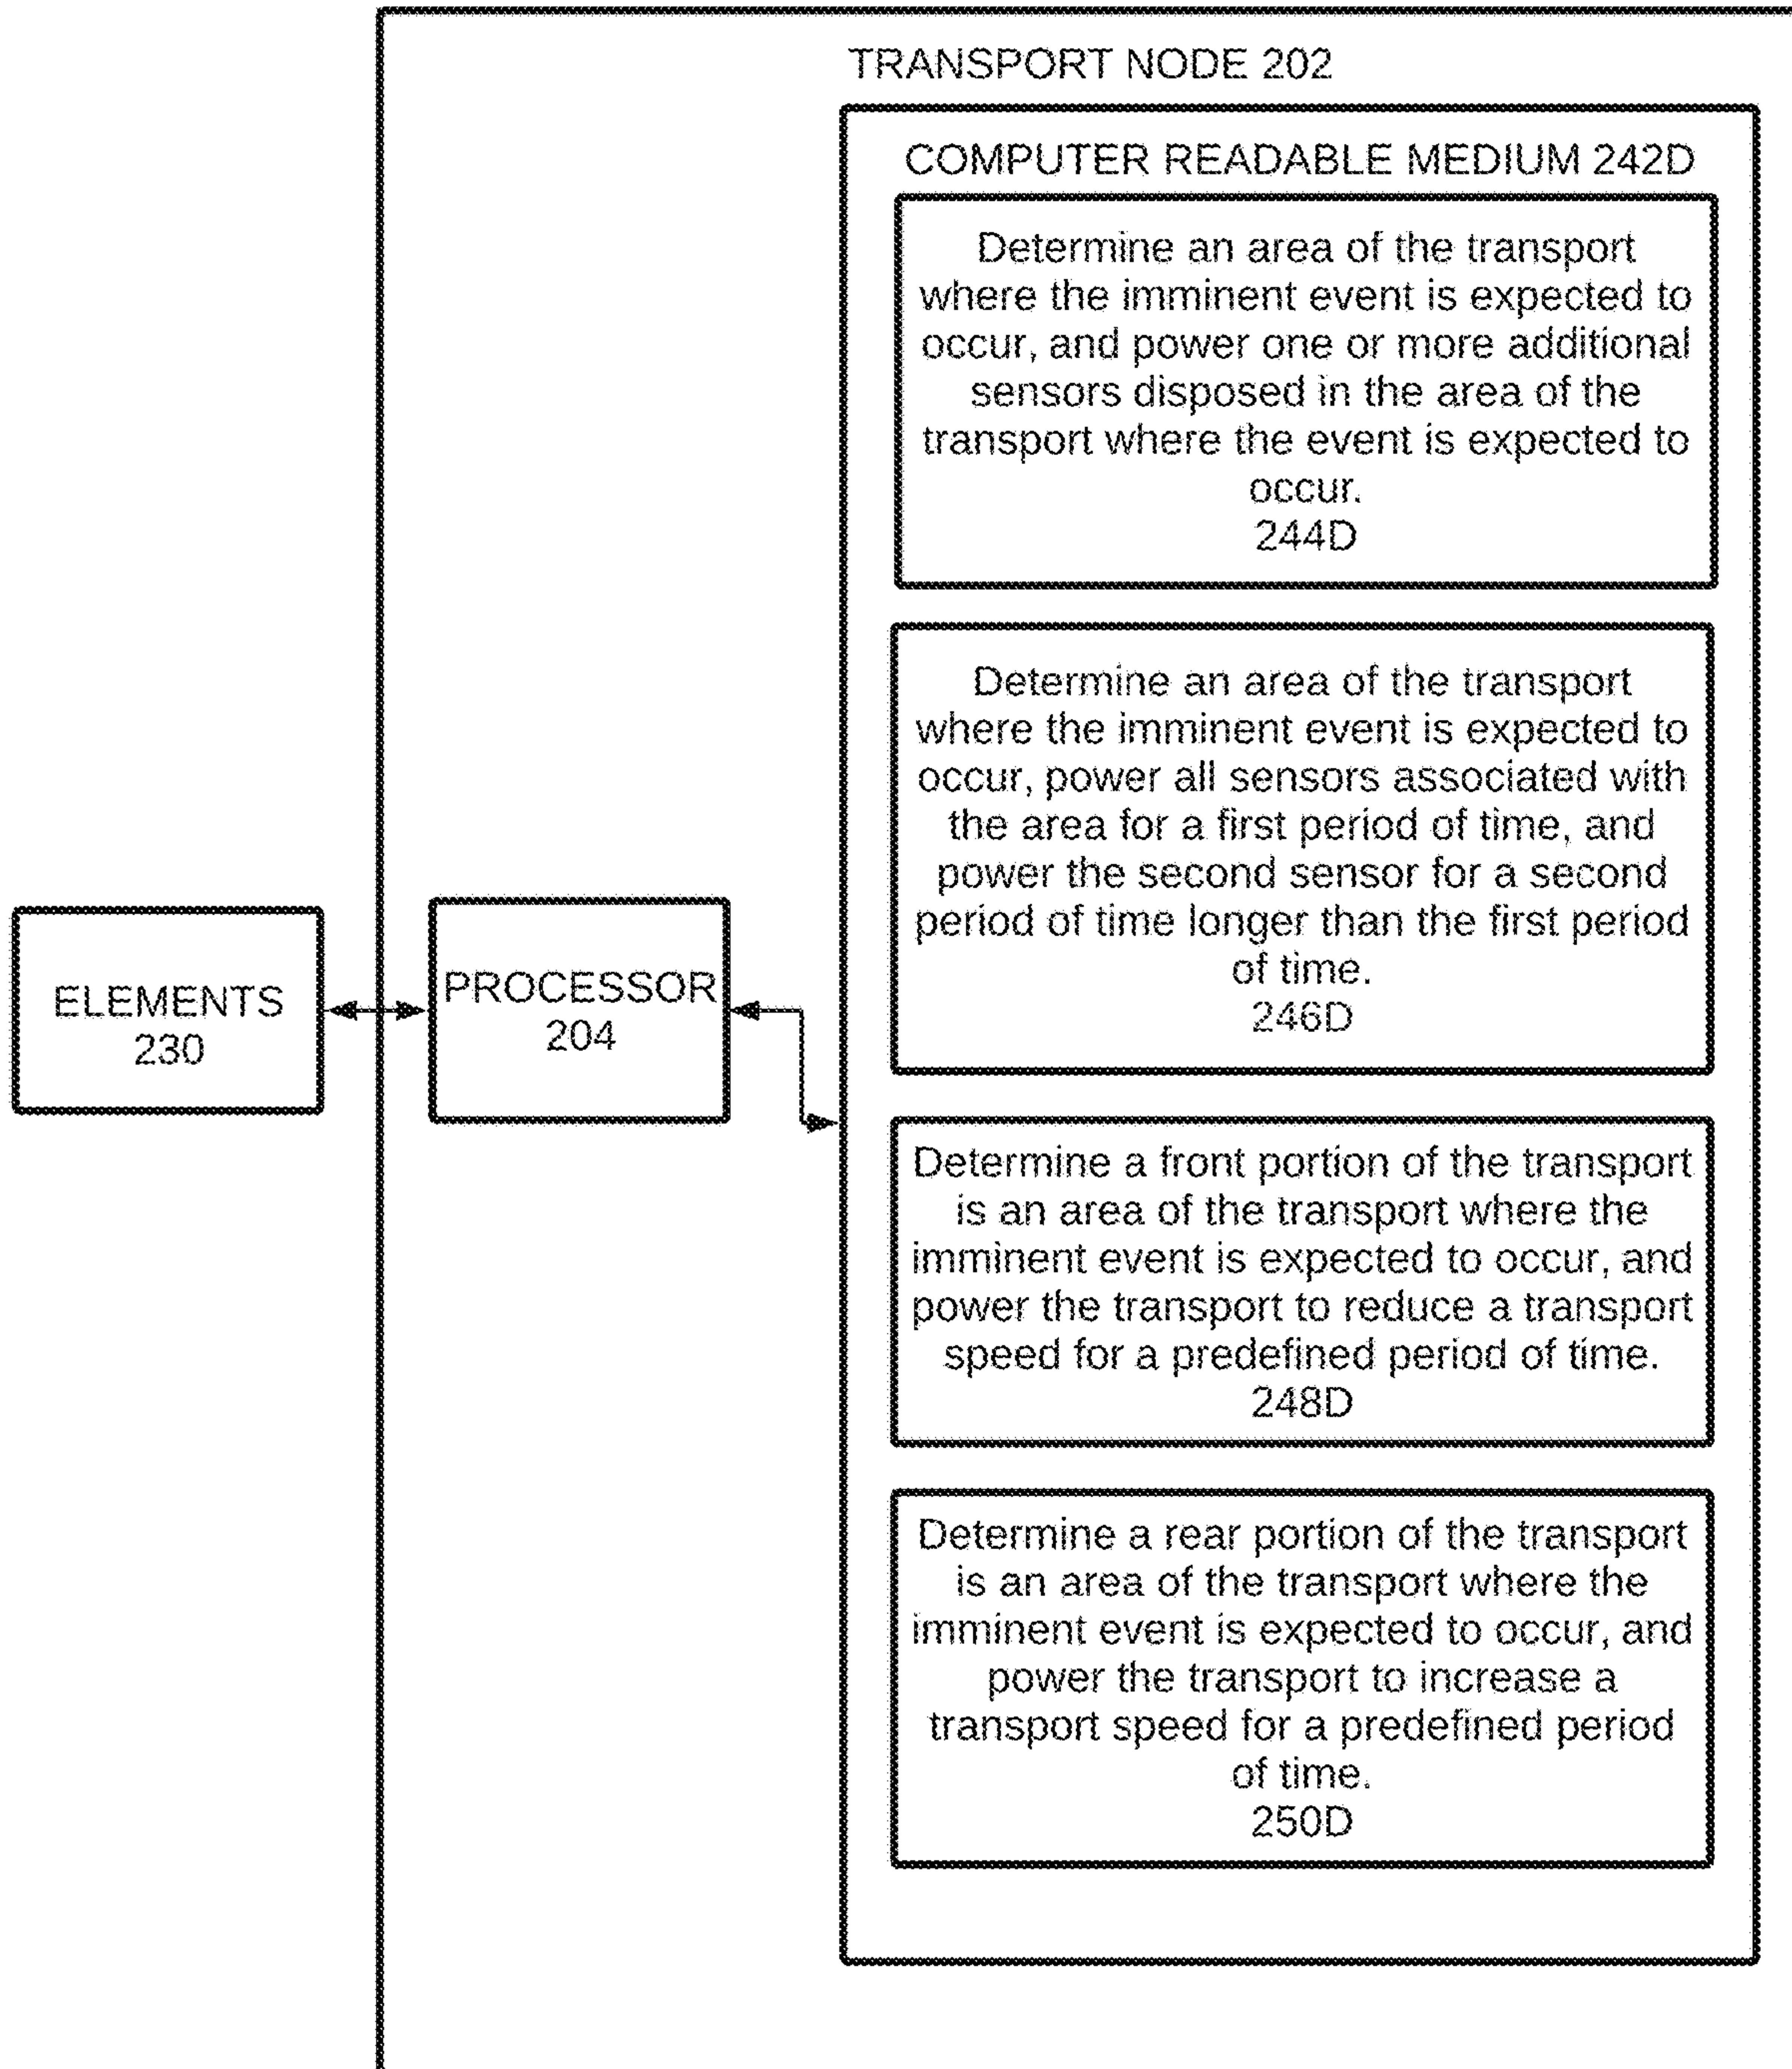 TRANSPORT NODE 202
COMPUTER READABLE MEDIUM 242D
Determine an area of the transport
where the imminent event is expected to
occur, and power one or more additional
sensors disposed in the area of the
transport where the event is expected to
occur.
244D
Determine an area of the transport
where the imminent event is expected to
occur, power all sensors associated with
the area for a first period of time, and
power the second sensor for a second
period of time longer than the first period
of time.
246D
ELEMENTS
230
PROCESSOR
204
Determine a front portion of the transport
is an area of the transport where the
imminent event is expected to occur, and
power the transport to reduce a transport
speed for a predefined period of time.
248D
Determine a rear portion of the transport
is an area of the transport where the
imminent event is expected to occur, and
power the transport to increase a
transport speed for a predefined period
of time.
250D